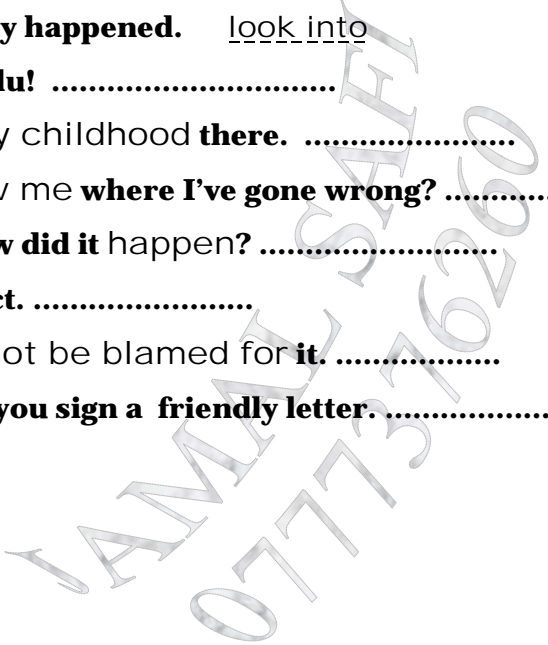 y happened. look into
lu! ..............................
y childhood there. .......................
w me where I've gone wrong? ............
w did it happen? .........................
ct. .......................
ot be blamed for it. ..................
you sign a friendly letter. ..................
JAMAL SAFI
07773776260